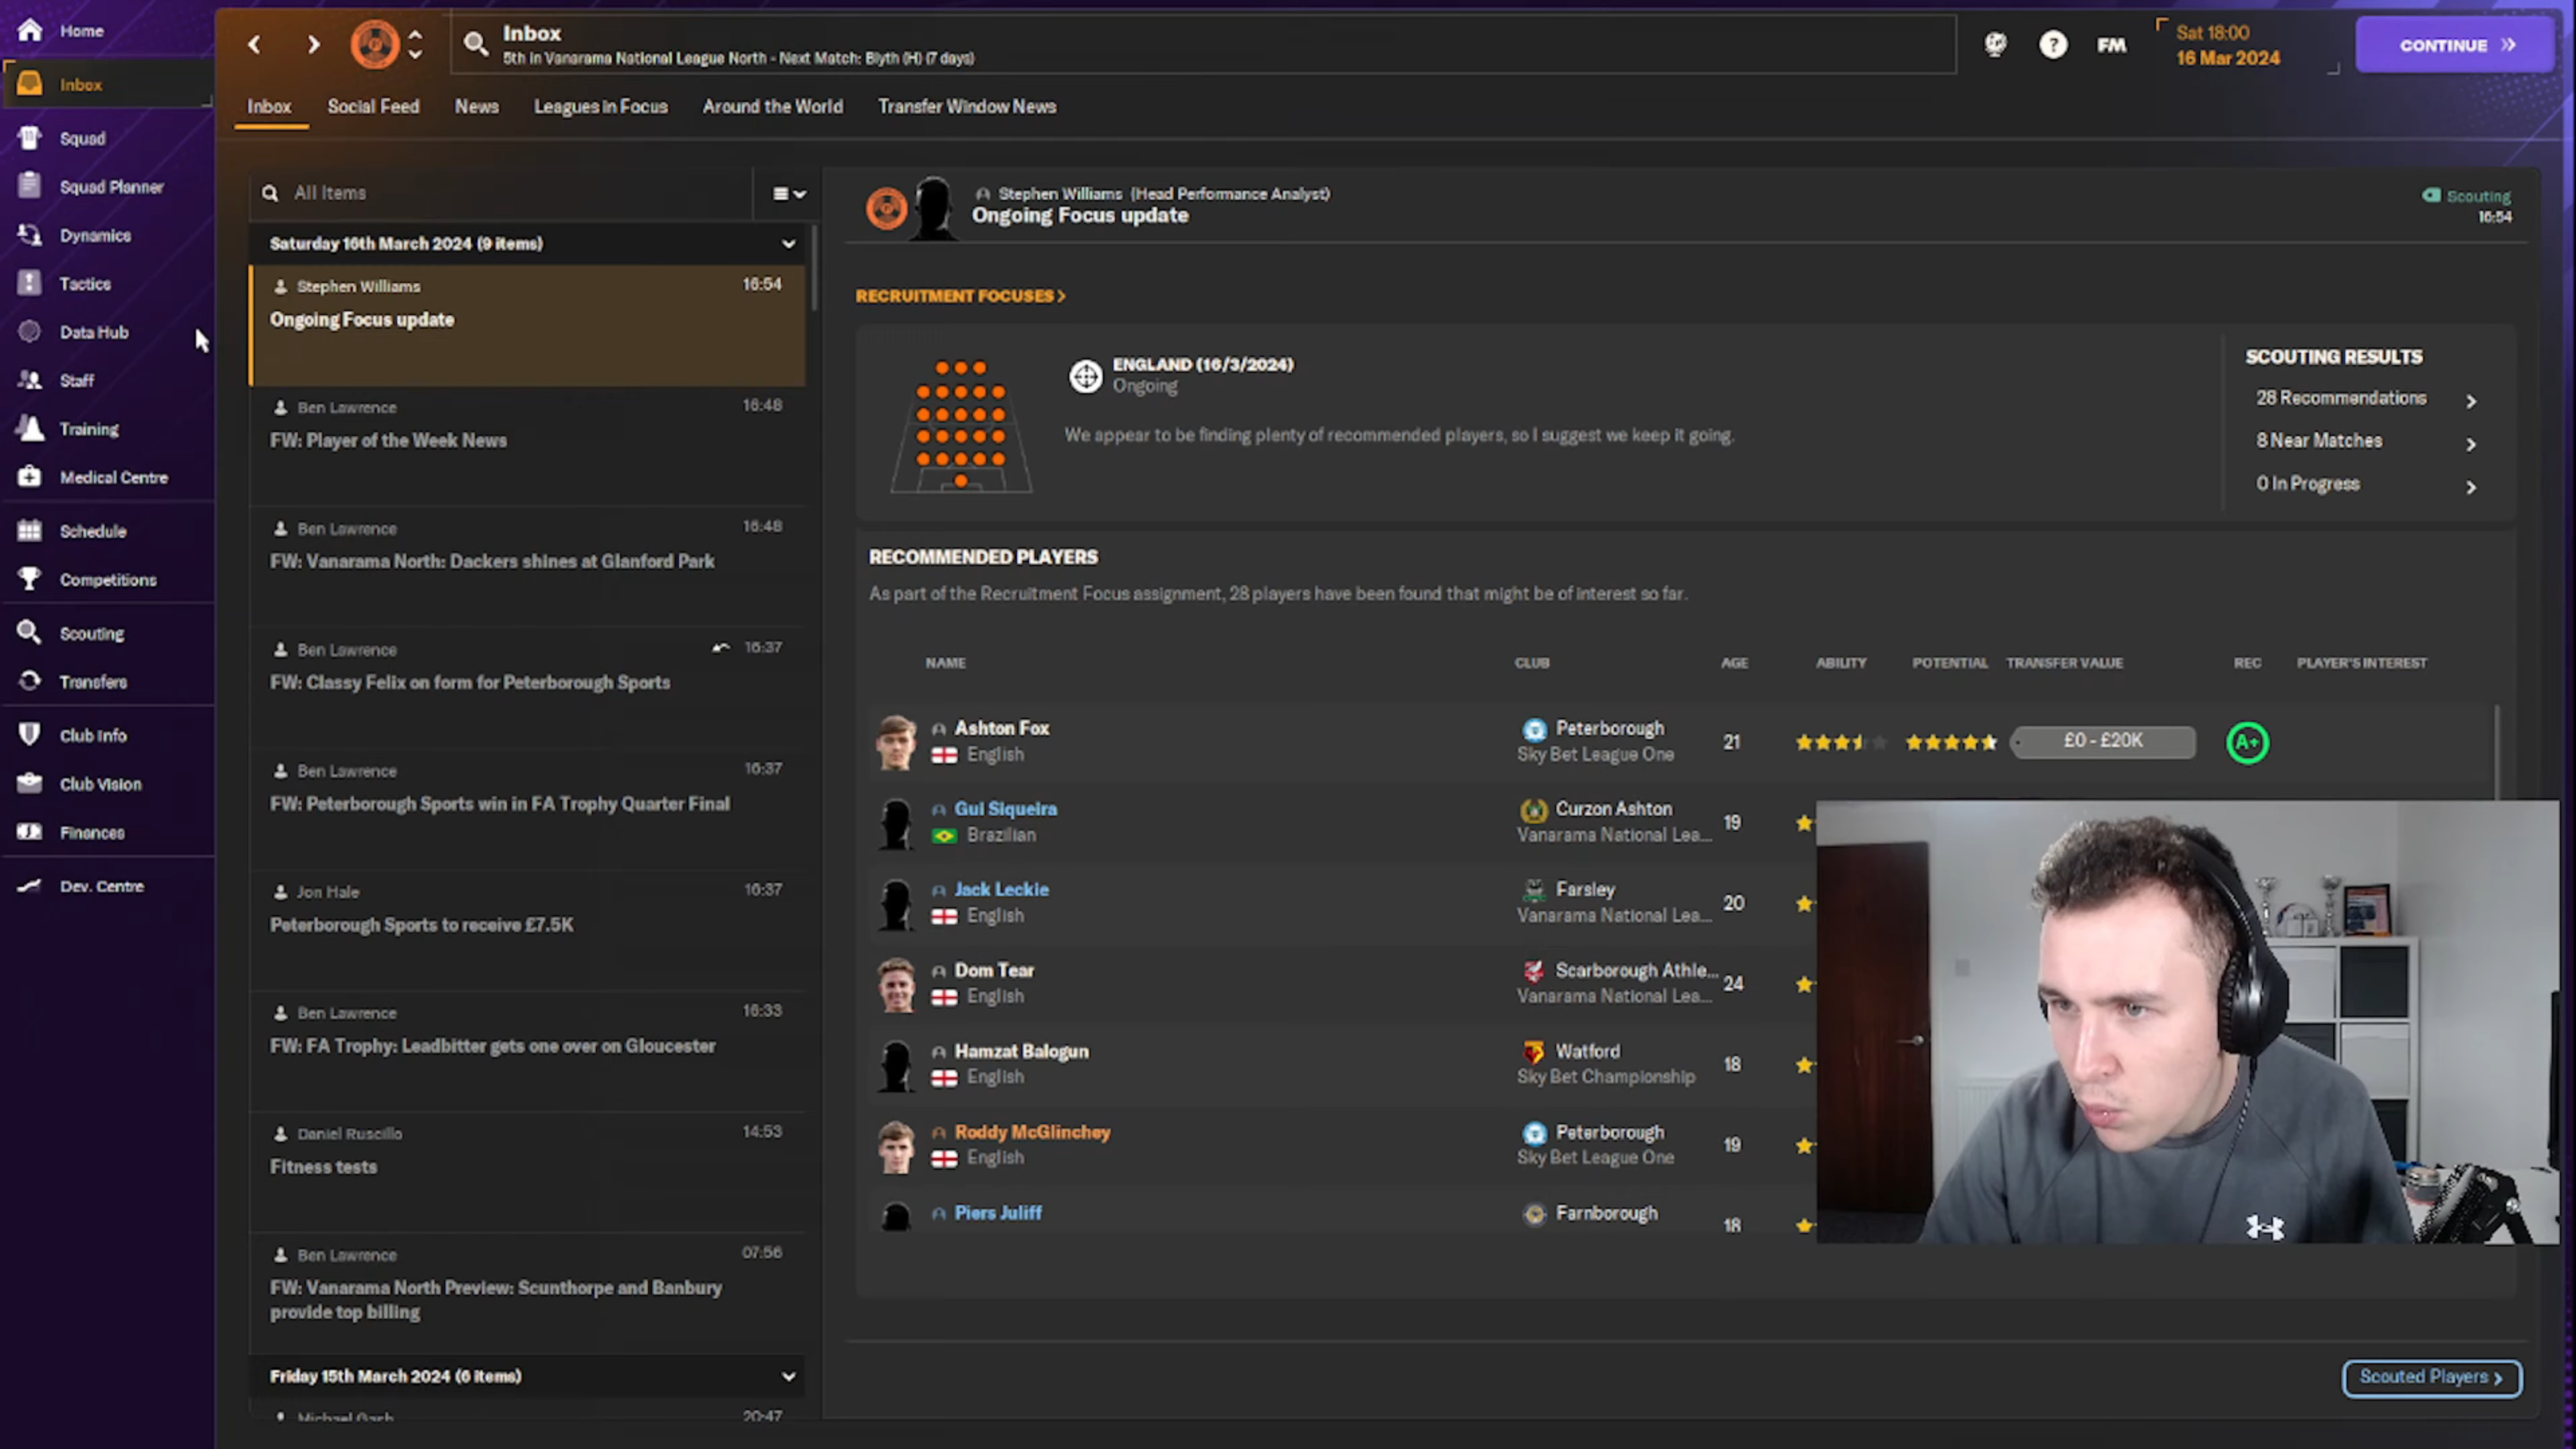 Home
Inbox
Squad
Squad Planner
Dynamics
Tactics
Data Hub
Staff
Training
Medical Centre
Schedule
Competitions
Scouting
Transfers
Club Info
Club Vision
Finances
Dev. Centre
Inbox
5th in Vanarama National League North - Next Match: Blyth (H) (7 days)
?
FM
Sat 18:00
16 Mar 2024
CONTINUE
Inbox
Social Feed
News
Leagues in Focus
Around the World
Transfer Window News
All Items
Saturday 16th March 2024 (9 items)
Stephen Williams 16:54
Ongoing Focus update
Ben Lawrence 16:48
FW: Player of the Week News
Ben Lawrence 16:48
FW: Vanarama North: Dackers shines at Glanford Park
Ben Lawrence 16:37
FW: Classy Felix on form for Peterborough Sports
Ben Lawrence 16:37
FW: Peterborough Sports win in FA Trophy Quarter Final
Jon Hale 16:37
Peterborough Sports to receive £7.5K
Ben Lawrence 16:33
FW: FA Trophy: Leadbitter gets one over on Gloucester
Daniel Ruscillo 14:53
Fitness tests
Ben Lawrence 07:56
FW: Vanarama North Preview: Scunthorpe and Banbury
provide top billing
Friday 15th March 2024 (6 items)
Michael Gash 20:47
Stephen Williams (Head Performance Analyst)
Ongoing Focus update
Scouting
16:54
RECRUITMENT FOCUSES >
ENGLAND (16/3/2024)
Ongoing
We appear to be finding plenty of recommended players, so I suggest we keep it going.
SCOUTING RESULTS
28 Recommendations
8 Near Matches
0 In Progress
RECOMMENDED PLAYERS
As part of the Recruitment Focus assignment, 28 players have been found that might be of interest so far.
NAME CLUB AGE ABILITY POTENTIAL TRANSFER VALUE REC PLAYER'S INTEREST
Ashton Fox Peterborough
English Sky Bet League One 21 £0 - £20K A+
Gui Siqueira Curzon Ashton
Brazilian Vanarama National Lea... 19
Jack Leckie Farsley
English Vanarama National Lea... 20
Dom Tear Scarborough Athle...
English Vanarama National Lea... 24
Hamzat Balogun Watford
English Sky Bet Championship 18
Roddy McGlinchey Peterborough
English Sky Bet League One 19
Piers Juliff Farnborough 18
Scouted Players >